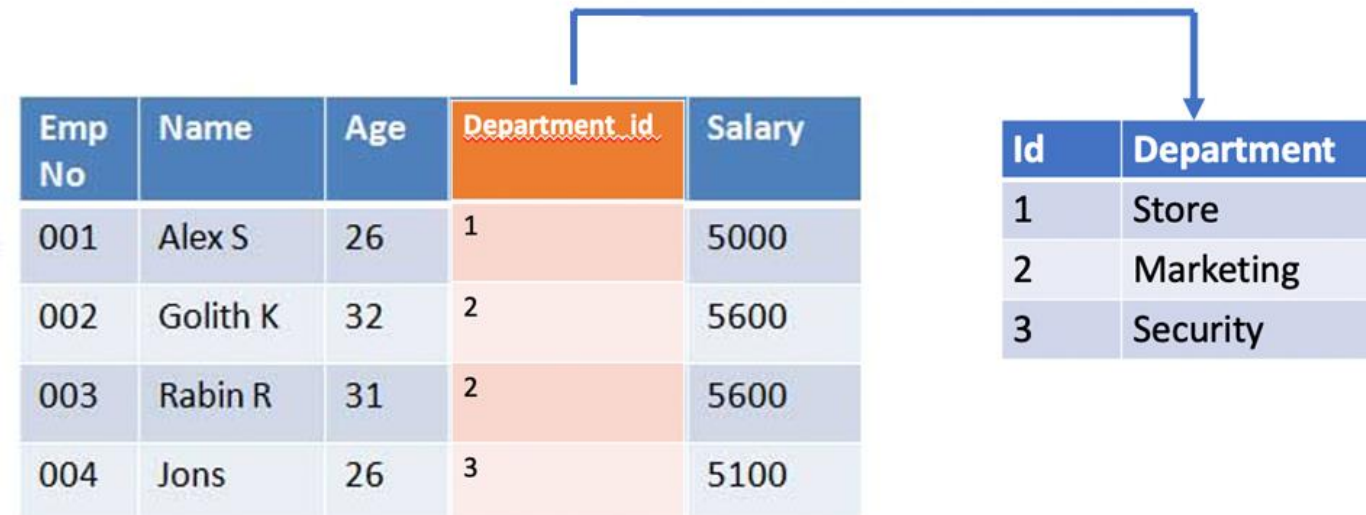 Emp No Name Age Department_id Salary
001 Alex S 26 1 5000
002 Golith K 32 2 5600
003 Rabin R 31 2 5600
004 Jons 26 3 5100
Id Department
1 Store
2 Marketing
3 Security